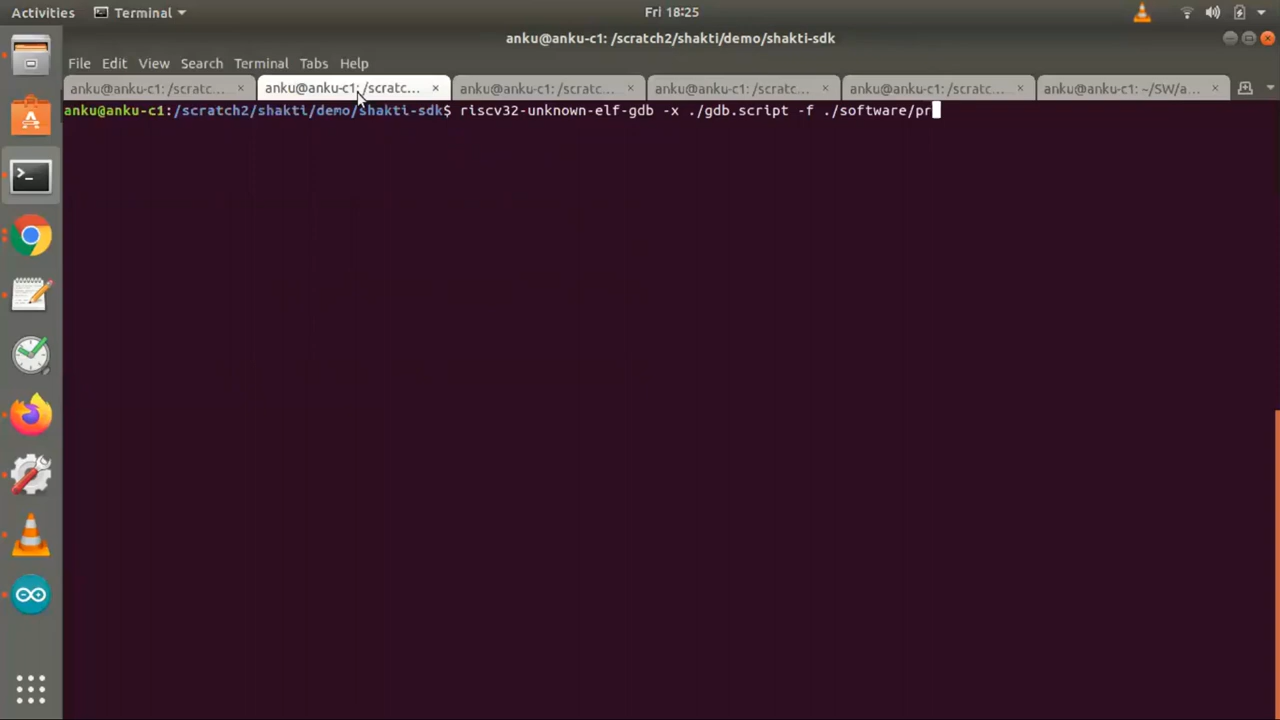 Activities Terminal Fri 18:25
anku@anku-c1: /scratch2/shakti/demo/shakti-sdk
File Edit View Search Terminal Tabs Help
anku@anku-c1: /scratc... × anku@anku-c1: /scratc... × anku@anku-c1: /scratc... × anku@anku-c1: /scratc... × anku@anku-c1: /scratc... × anku@anku-c1: ~/SW/a... ×
anku@anku-c1:/scratch2/shakti/demo/shakti-sdk$ riscv32-unknown-elf-gdb -x ./gdb.script -f ./software/pr